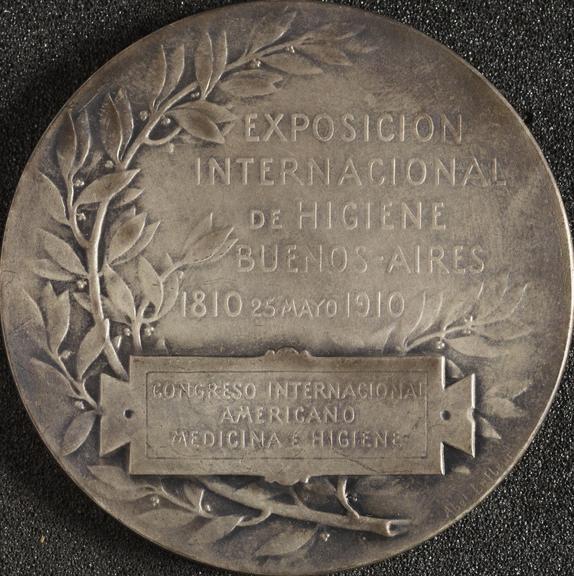 EXPOSICION
INTERNACIONAL
DE HIGIENE
BUENOS-AIRES
1810 25 MAYO 1910
CONGRESO INTERNACIONAL
AMERICANO
MEDICINA E HIGIENE